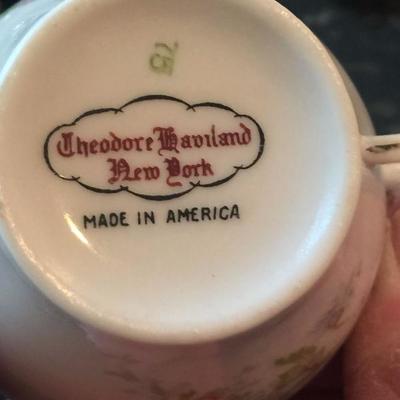 Theodore Haviland
New York
MADE IN AMERICA